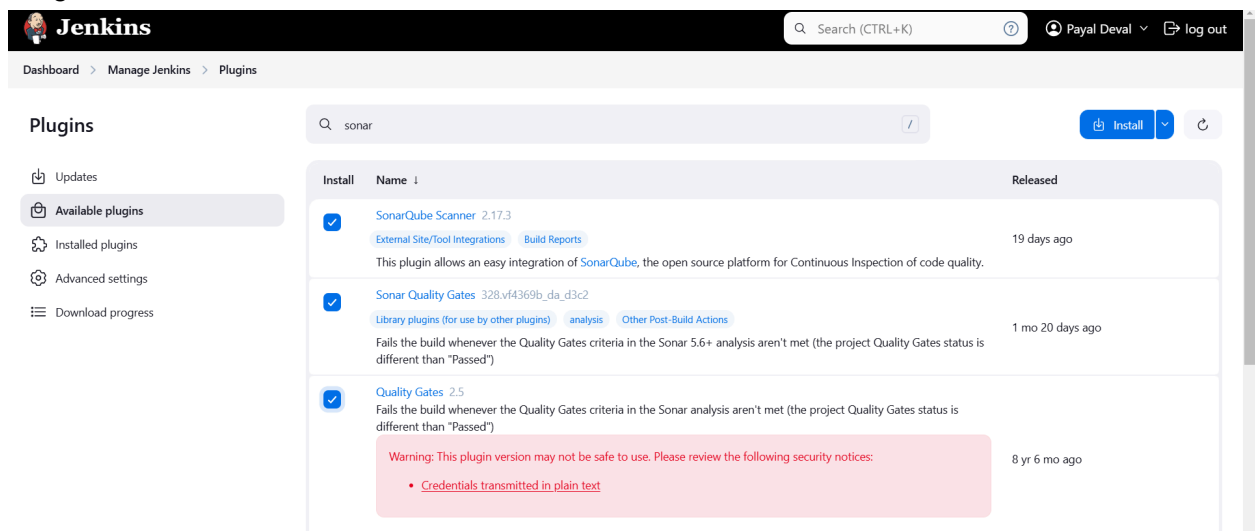 Jenkins
Search (CTRL+K)
?
Payal Deval
log out
Dashboard > Manage Jenkins > Plugins
Plugins
sonar
/
Install
Updates
Available plugins
Installed plugins
Advanced settings
Download progress
Install Name ↓ Released
SonarQube Scanner 2.17.3
External Site/Tool Integrations Build Reports
19 days ago
This plugin allows an easy integration of SonarQube, the open source platform for Continuous Inspection of code quality.
Sonar Quality Gates 328.vf4369b_da_d3c2
Library plugins (for use by other plugins) analysis Other Post-Build Actions
1 mo 20 days ago
Fails the build whenever the Quality Gates criteria in the Sonar 5.6+ analysis aren't met (the project Quality Gates status is
different than "Passed")
Quality Gates 2.5
Fails the build whenever the Quality Gates criteria in the Sonar analysis aren't met (the project Quality Gates status is
different than "Passed")
Warning: This plugin version may not be safe to use. Please review the following security notices:
8 yr 6 mo ago
• Credentials transmitted in plain text